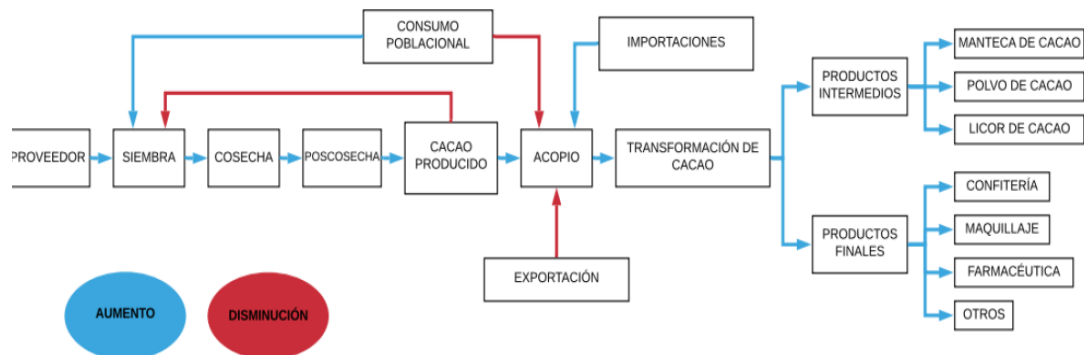 CONSUMO
POBLACIONAL
IMPORTACIONES
PROVEEDOR
SIEMBRA
COSECHA
POSCOSECHA
CACAO
PRODUCIDO
ACOPIO
TRANSFORMACIÓN DE
CACAO
EXPORTACIÓN
PRODUCTOS
INTERMEDIOS
MANTECA DE CACAO
POLVO DE CACAO
LICOR DE CACAO
PRODUCTOS
FINALES
CONFITERÍA
MAQUILLAJE
FARMACÉUTICA
OTROS
AUMENTO
DISMINUCIÓN